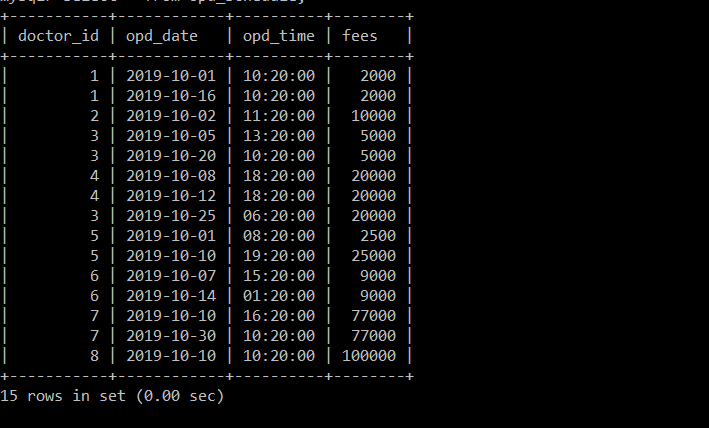 +-----------+------------+----------+--------+
| doctor_id | opd_date   | opd_time | fees   |
+-----------+------------+----------+--------+
|         1 | 2019-10-01 | 10:20:00 |   2000 |
|         1 | 2019-10-16 | 10:20:00 |   2000 |
|         2 | 2019-10-02 | 11:20:00 |  10000 |
|         3 | 2019-10-05 | 13:20:00 |   5000 |
|         3 | 2019-10-20 | 10:20:00 |   5000 |
|         4 | 2019-10-08 | 18:20:00 |  20000 |
|         4 | 2019-10-12 | 18:20:00 |  20000 |
|         3 | 2019-10-25 | 06:20:00 |  20000 |
|         5 | 2019-10-01 | 08:20:00 |   2500 |
|         5 | 2019-10-10 | 19:20:00 |  25000 |
|         6 | 2019-10-07 | 15:20:00 |   9000 |
|         6 | 2019-10-14 | 01:20:00 |   9000 |
|         7 | 2019-10-10 | 16:20:00 |  77000 |
|         7 | 2019-10-30 | 10:20:00 |  77000 |
|         8 | 2019-10-10 | 10:20:00 | 100000 |
+-----------+------------+----------+--------+
15 rows in set (0.00 sec)